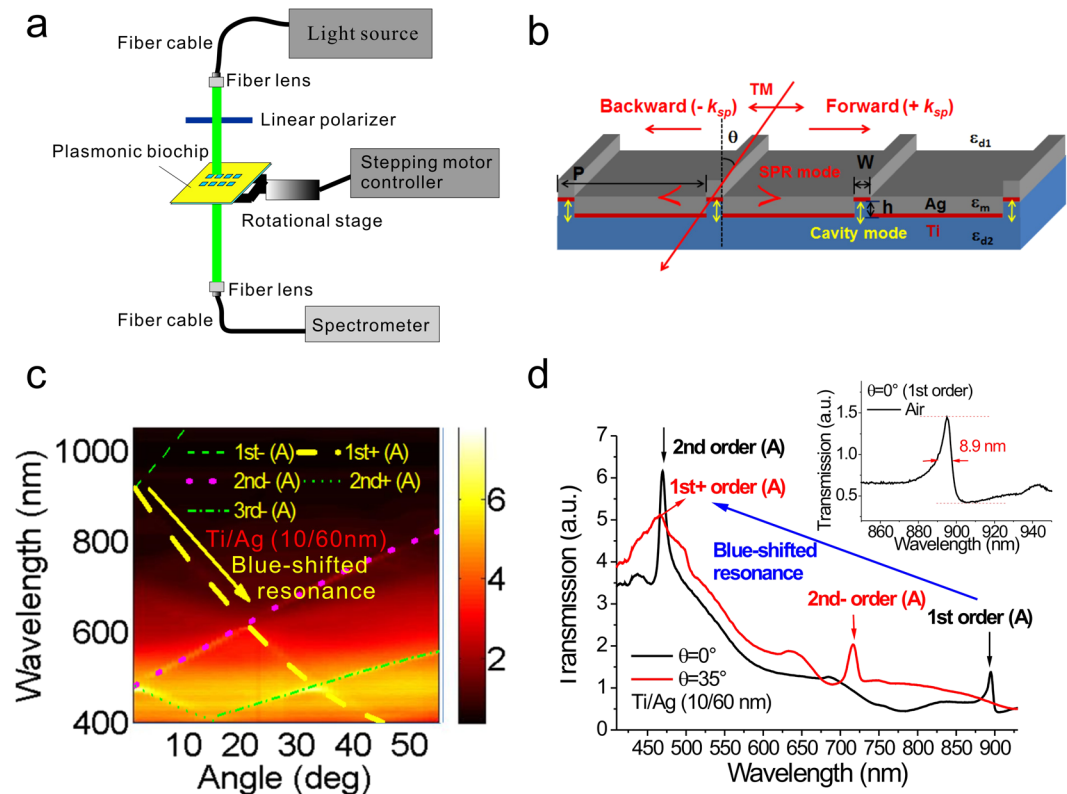 a
Fiber cable
Light source
Fiber lens
Linear polarizer
Plasmonic biochip
Stepping motor
controller
Rotational stage
Fiber lens
Fiber cable
Spectrometer
b
TM
Backward (- ksp)
Forward (+ ksp)
θ
εd1
P
SPR mode
W
h
Ag
εm
Cavity mode
Ti
εd2
c
Wavelength (nm)
1000
800
600
400
1st- (A)
1st+ (A)
2nd- (A)
2nd+ (A)
3rd- (A)
Ti/Ag (10/60nm)
Blue-shifted
resonance
10
20
30
40
50
Angle (deg)
6
4
2
d
Transmission (a.u.)
7
6
5
4
3
2
1
0
2nd order (A)
1st+ order (A)
Blue-shifted
resonance
2nd- order (A)
1st order (A)
θ=0°
θ=35°
Ti/Ag (10/60 nm)
450 500 550 600 650 700 750 800 850 900
Wavelength (nm)
Transmission (a.u.)
1.5
1.0
0.5
θ=0° (1st order)
Air
8.9 nm
860 880 900 920 940
Wavelength (nm)